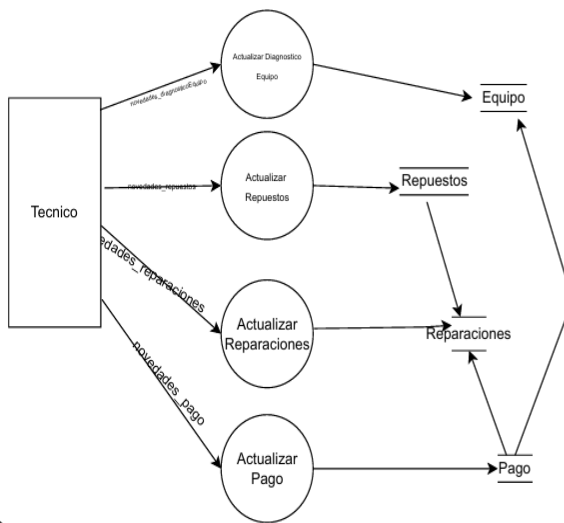 Actualizar Diagnostico
Equipo
novedades_diagnosticoEquipo
Equipo
Actualizar
Repuestos
novedades_repuestos
Repuestos
Tecnico
edades_reparaciones
Actualizar
Reparaciones
Reparaciones
novedades_pago
Actualizar
Pago
Pago